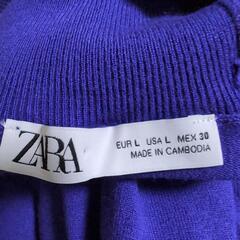 ZARA
EUR L USA L MEX 30
MADE IN CAMBODIA